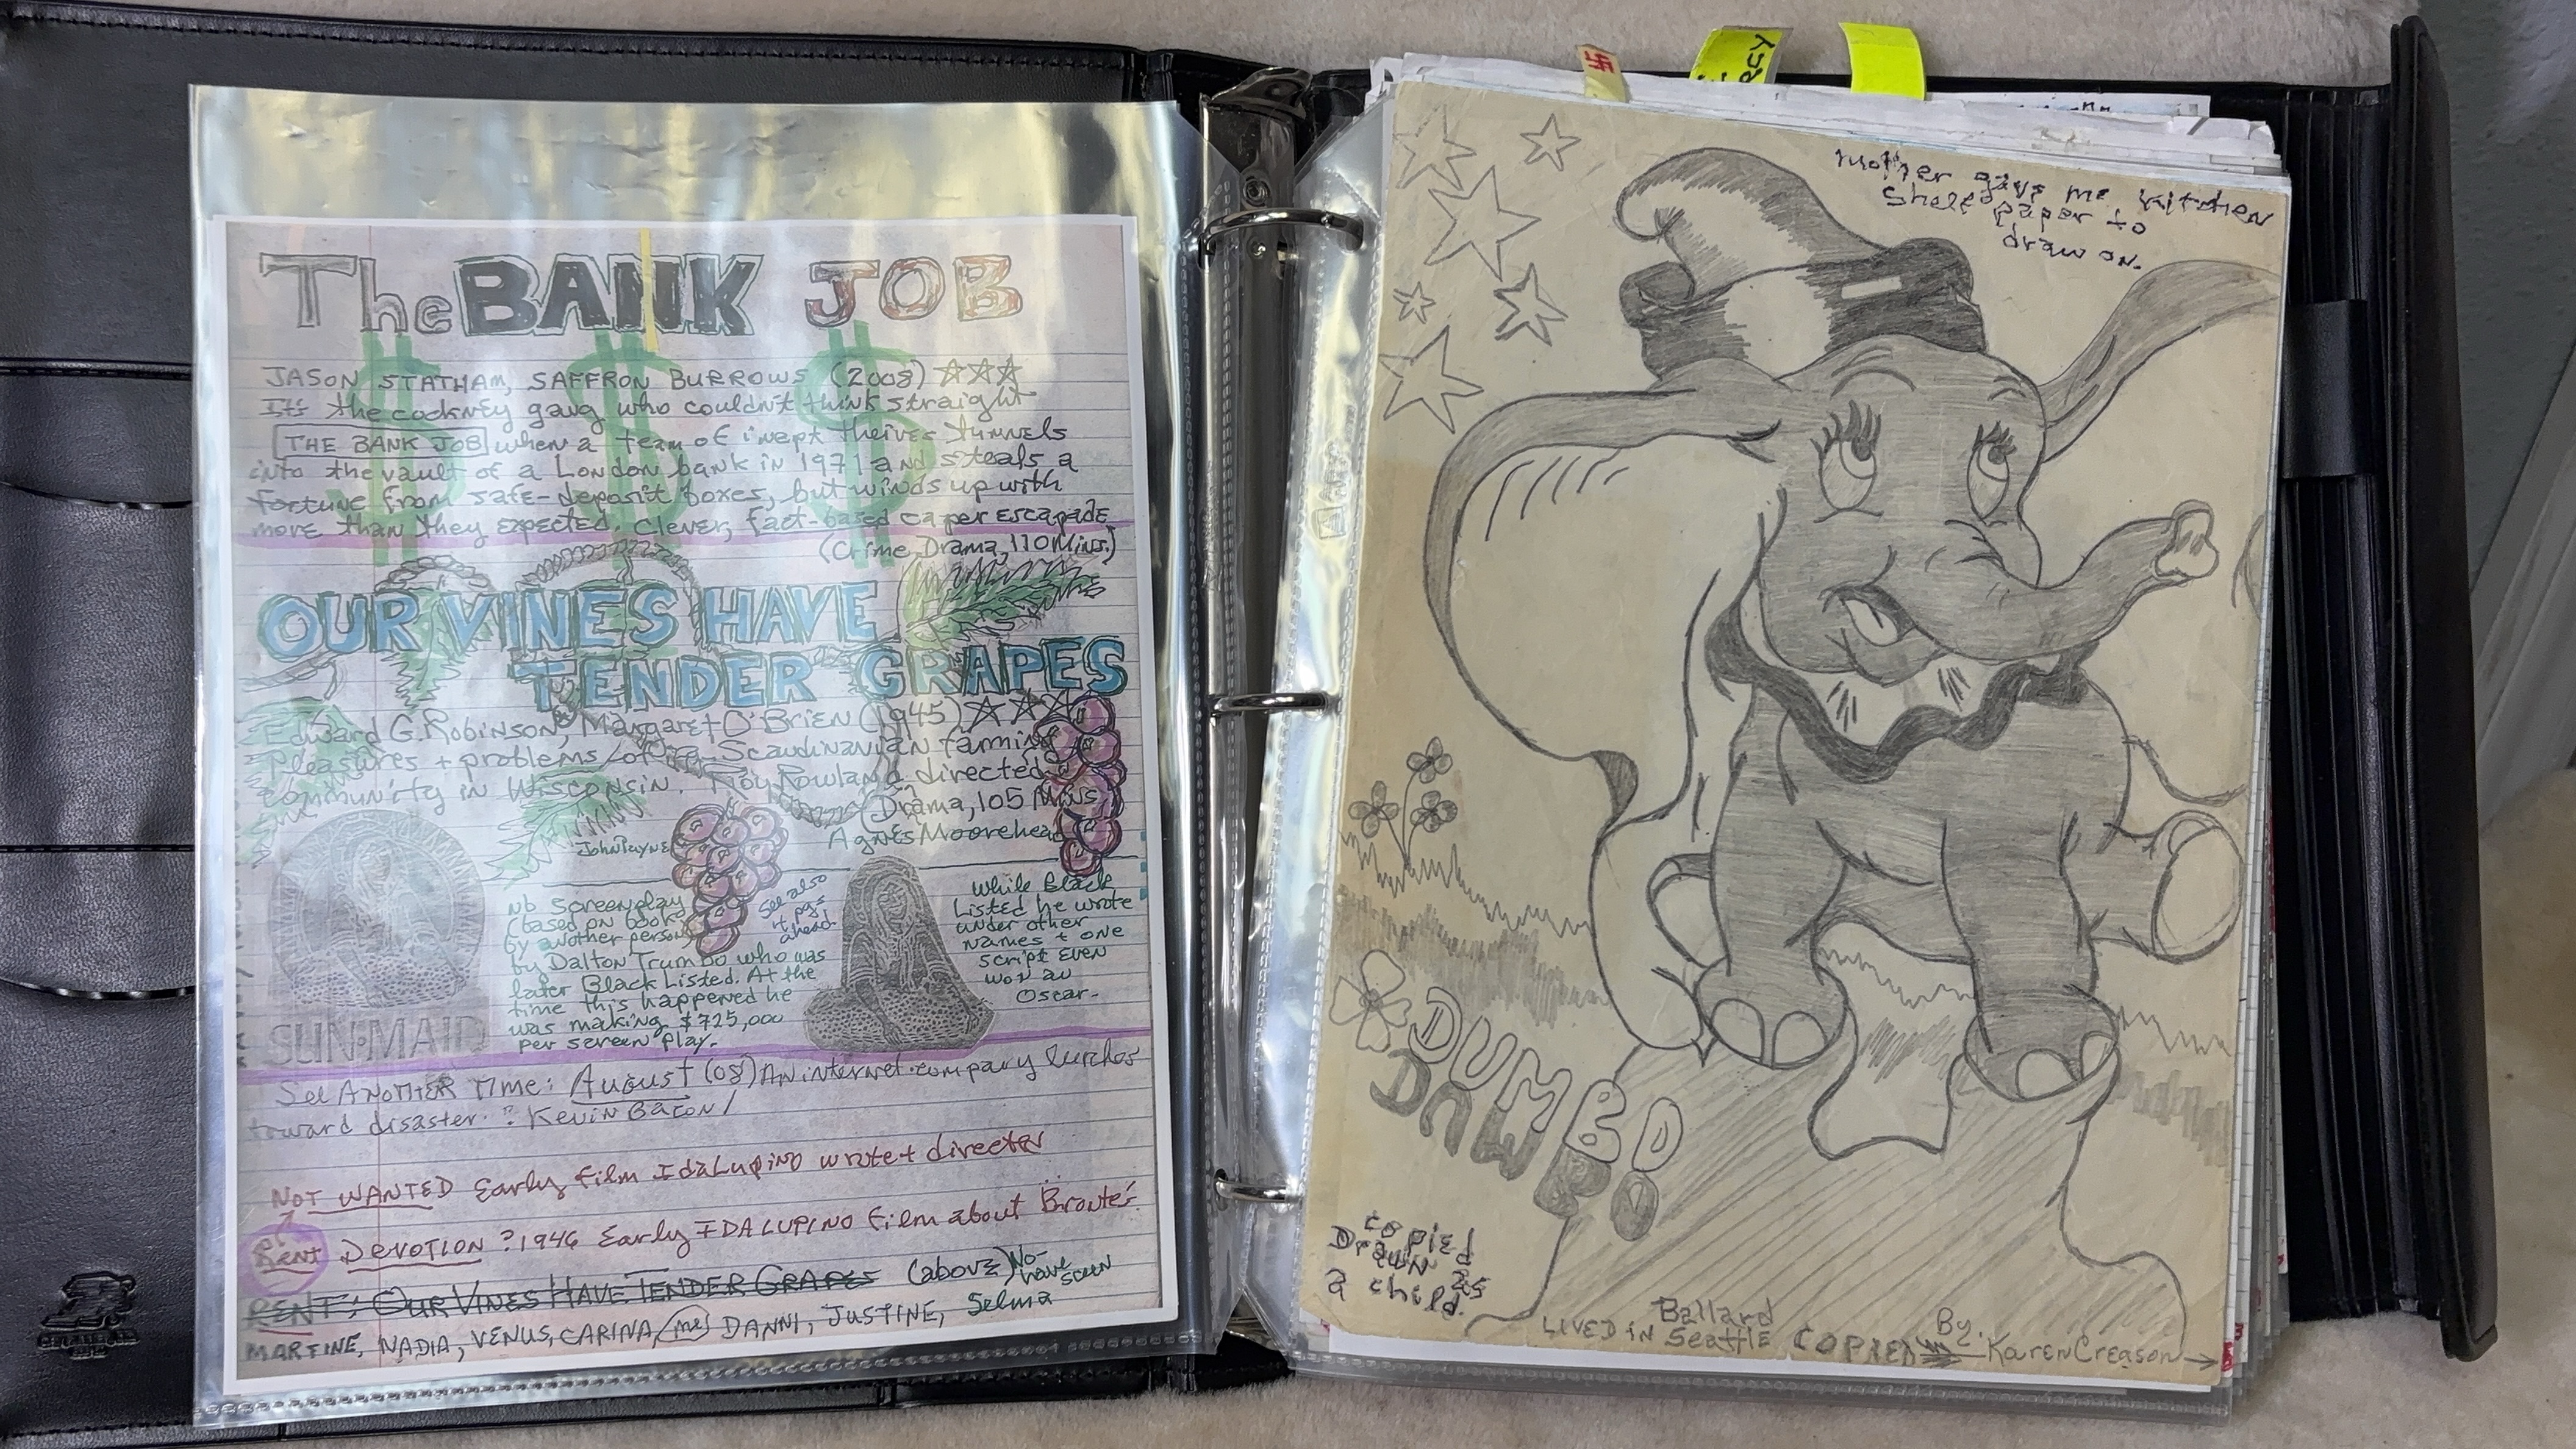 The BANK JOB
JASON STATHAM, SAFFRON BURROWS (2008) ☆☆☆
It's the cockney gang who couldn't think straight
THE BANK JOB when a team of inept theives tunnels
into the vault of a London bank in 1971 and steals a
fortune from safe-deposit boxes, but winds up with
more than they expected. Clever, fact-based caper escapade
(Crime, Drama, 110 Mins.)
OUR VINES HAVE
TENDER GRAPES
Edward G. Robinson, Margaret O'Brien (1945) ☆☆☆
Pleasures + problems of Scandinavian farming
community in Wisconsin. Roy Rowland directed
(Drama, 105 Mins)
John Payne
Agnes Moorehead
nb screenplay
(based on book
by another person)
by Dalton Trumbo who was
later Black Listed. At the
time this happened he
was making $725,000
per screen play.
See also
pgs
ahead.
While Black
Listed he wrote
under other
names + one
script even
won an
Oscar-
SUN-MAID
See Another Time: August (08) An internet company lurches
toward disaster ? Kevin Bacon/
NOT WANTED Early film Ida Lupino wrote + director
or
Rent
Devotion ? 1946 Early IDA LUPINO film about Bronte's
RENT: OUR VINES HAVE TENDER GRAPES (above) No-
have
seen
MARTINE, NADIA, VENUS, CARINA, (me) DANNI, JUSTINE, Selma
Mother gave me kitchen
Shelf paper to
draw on.
DUMBO
DUMBO
copied
Drawn as
a child.
Ballard
LIVED IN Seattle
COPIED By: Karen Creason →